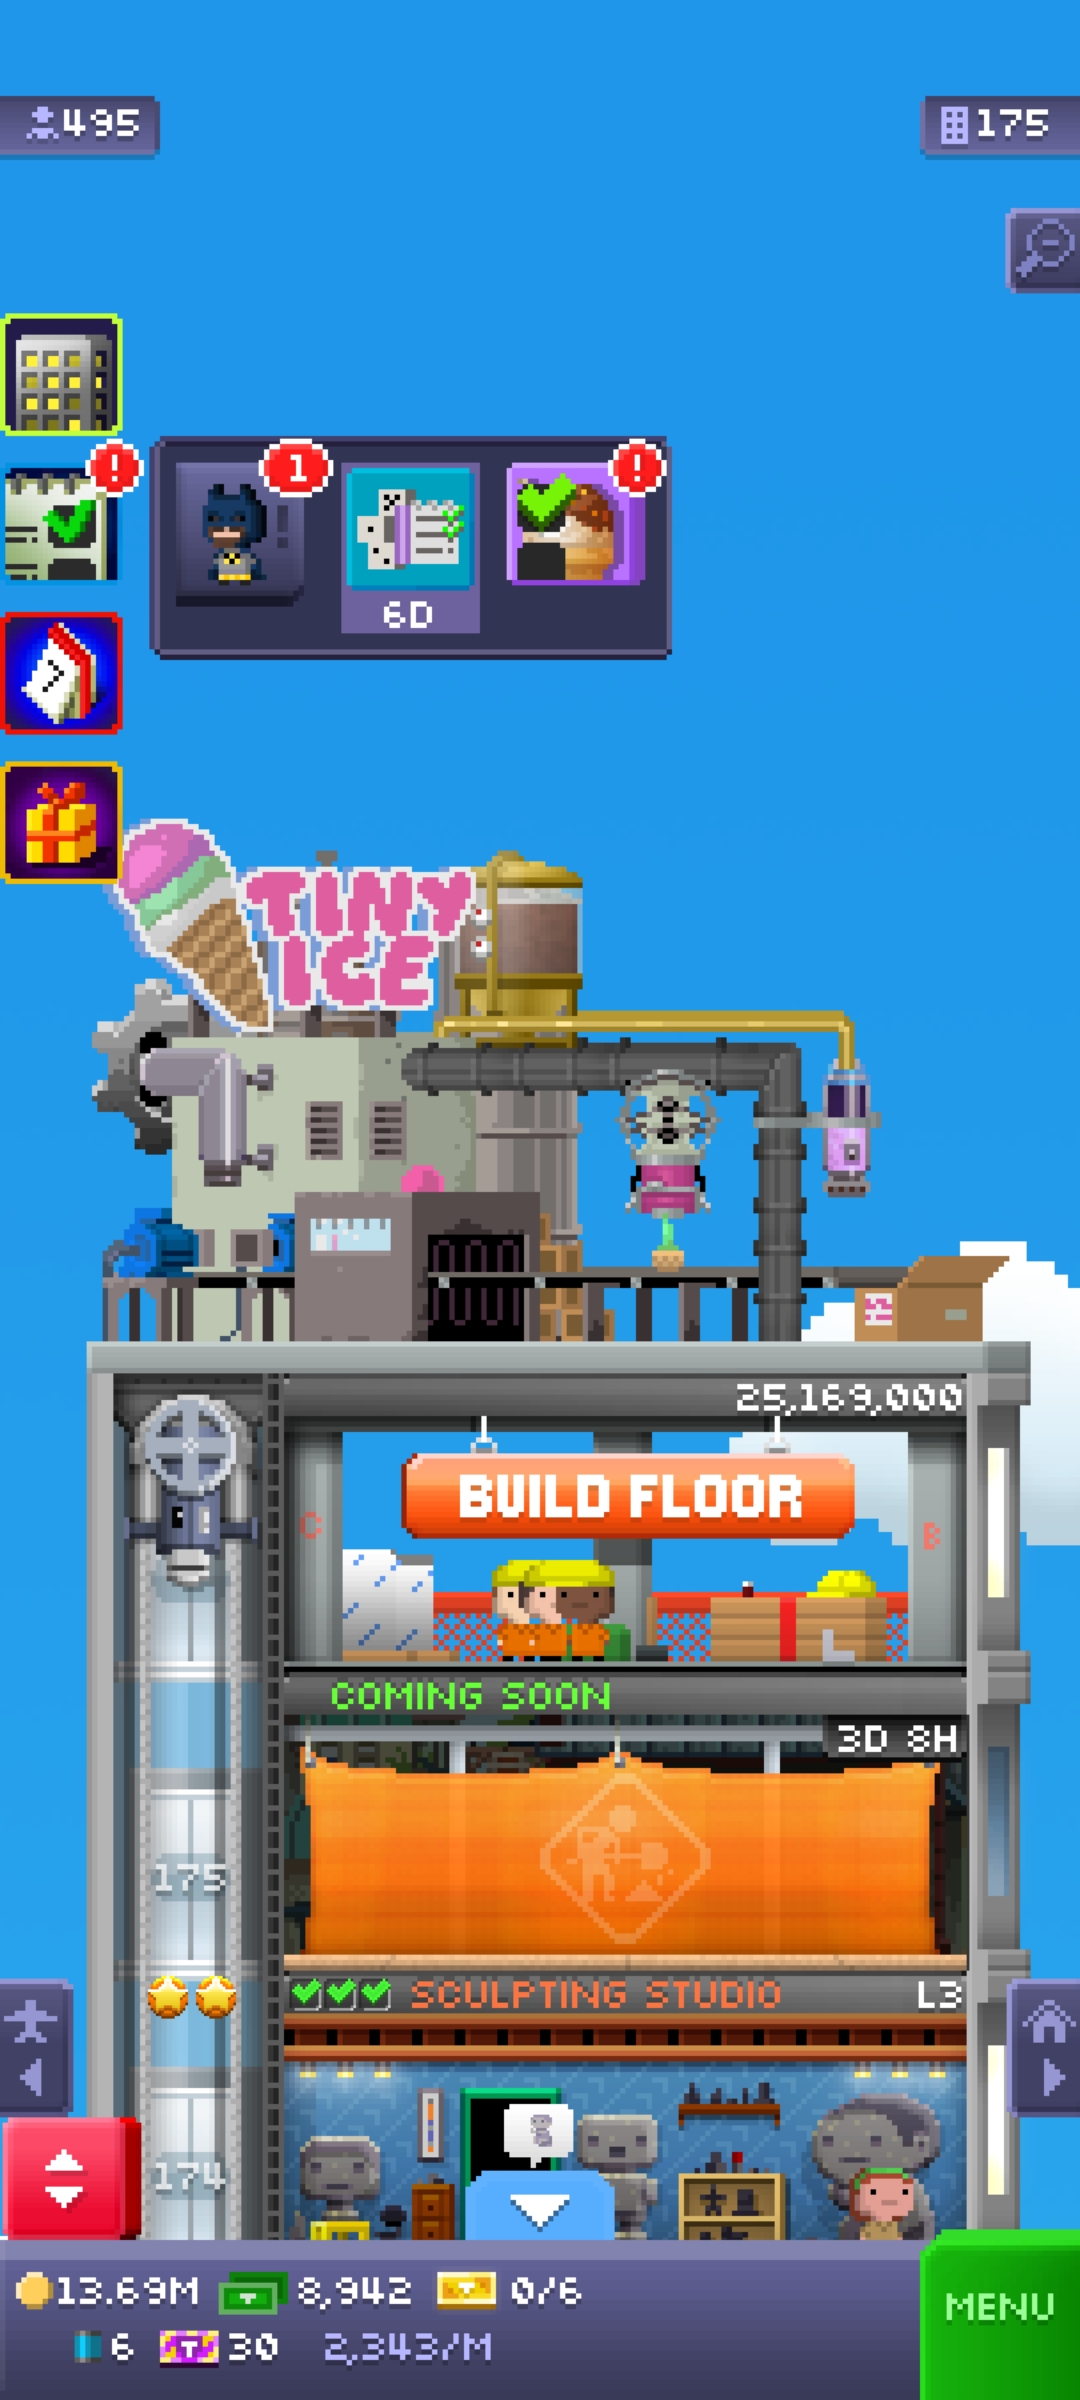 495
175
!
1
!
6D
7
TINY
ICE
25,169,000
BUILD FLOOR
C
B
COMING SOON
3D 8H
175
SCULPTING STUDIO
L3
174
13.69M
8,942
0/6
MENU
6
T
30
2,343/M